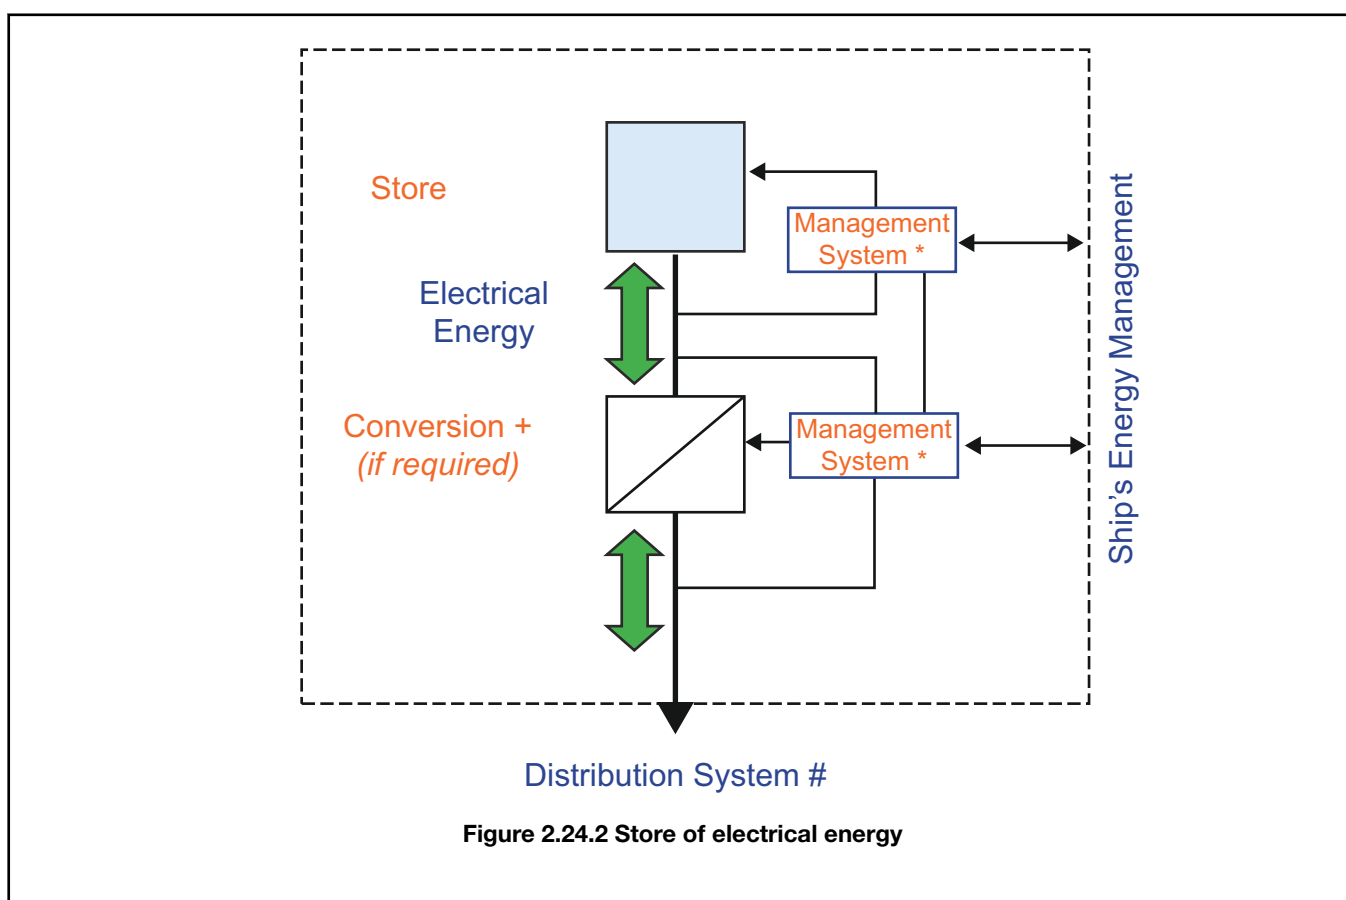 Store
Management
System *
Electrical
Energy
Conversion +
(if required)
Management
System *
Ship's Energy Management
Distribution System #
Figure 2.24.2 Store of electrical energy